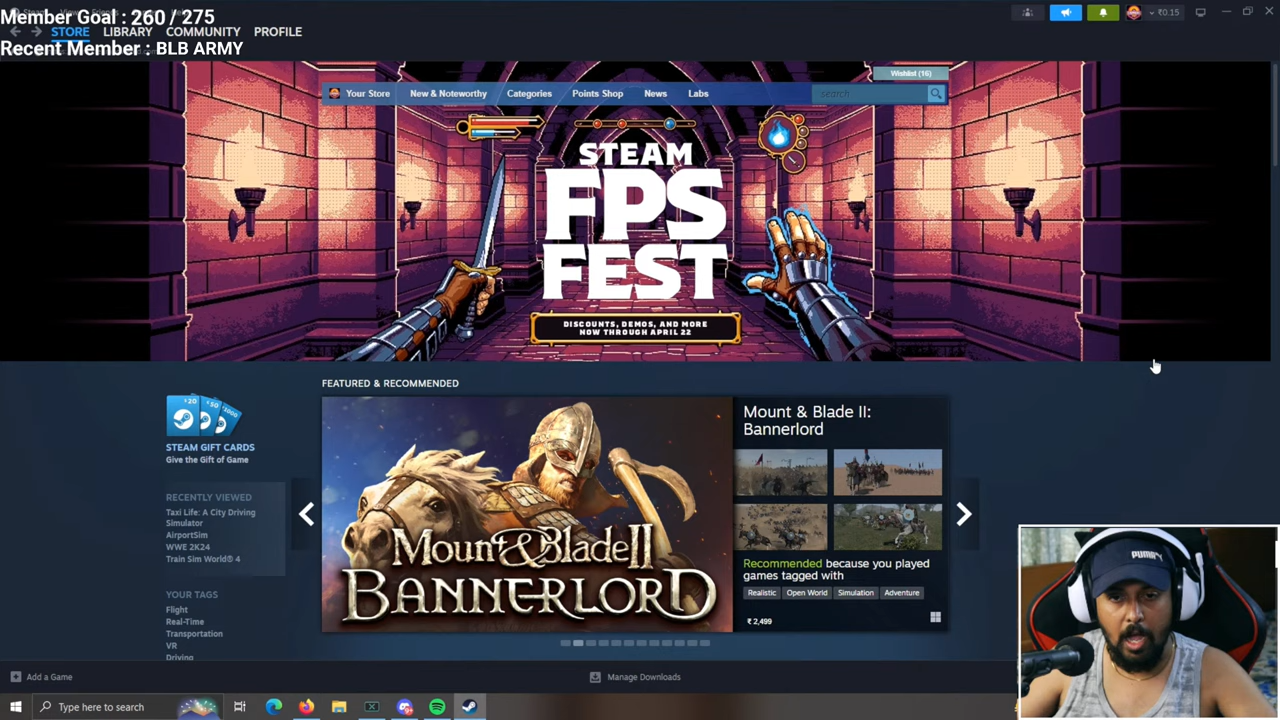 Member Goal : 260 / 275
₹0.15
STORE LIBRARY COMMUNITY PROFILE
Recent Member : BLB ARMY
Wishlist (16)
Your Store New & Noteworthy Categories Points Shop News Labs search
STEAM
FPS
FEST
DISCOUNTS, DEMOS, AND MORE
NOW THROUGH APRIL 22
FEATURED & RECOMMENDED
STEAM GIFT CARDS
Give the Gift of Game
RECENTLY VIEWED
Taxi Life: A City Driving
Simulator
AirportSim
WWE 2K24
Train Sim World® 4
YOUR TAGS
Flight
Real-Time
Transportation
VR
Driving
Mount & Blade II
BANNERLORD
Mount & Blade II:
Bannerlord
Recommended because you played
games tagged with
Realistic Open World Simulation Adventure
₹ 2,499
PUMA
Add a Game
Manage Downloads
Type here to search